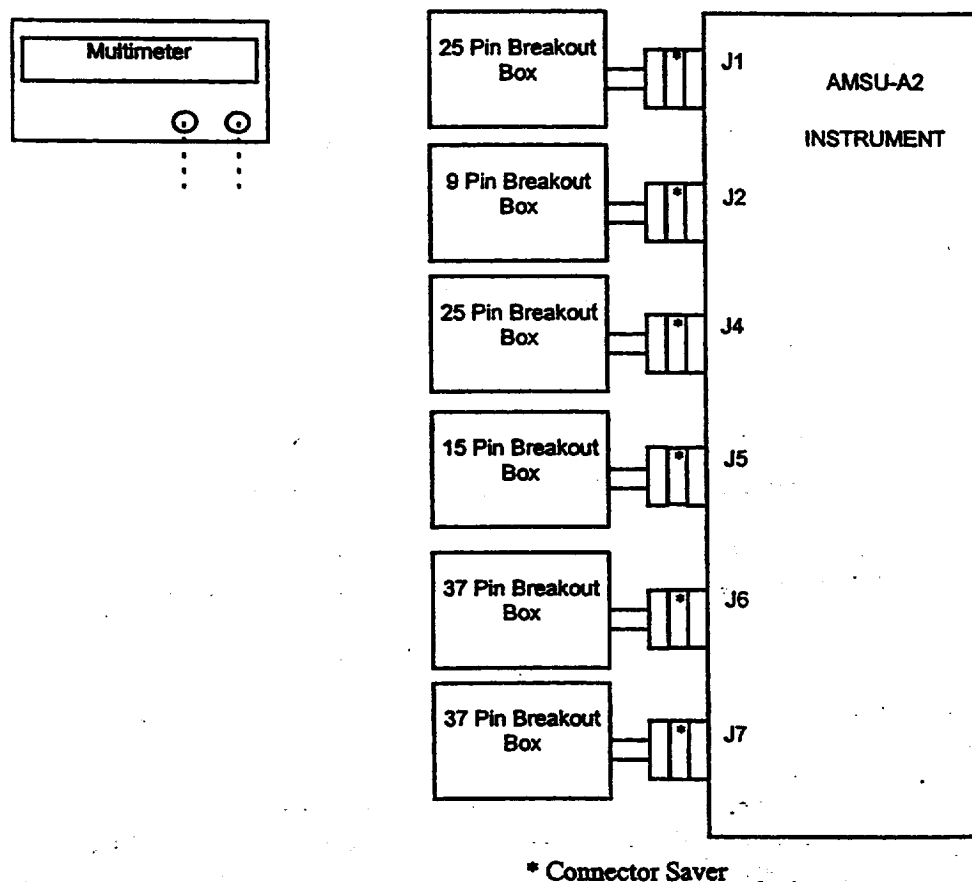 Multimeter
25 Pin Breakout
Box
* J1
AMSU-A2
INSTRUMENT
9 Pin Breakout
Box
* J2
25 Pin Breakout
Box
* J4
15 Pin Breakout
Box
* J5
37 Pin Breakout
Box
* J6
37 Pin Breakout
Box
* J7
* Connector Saver